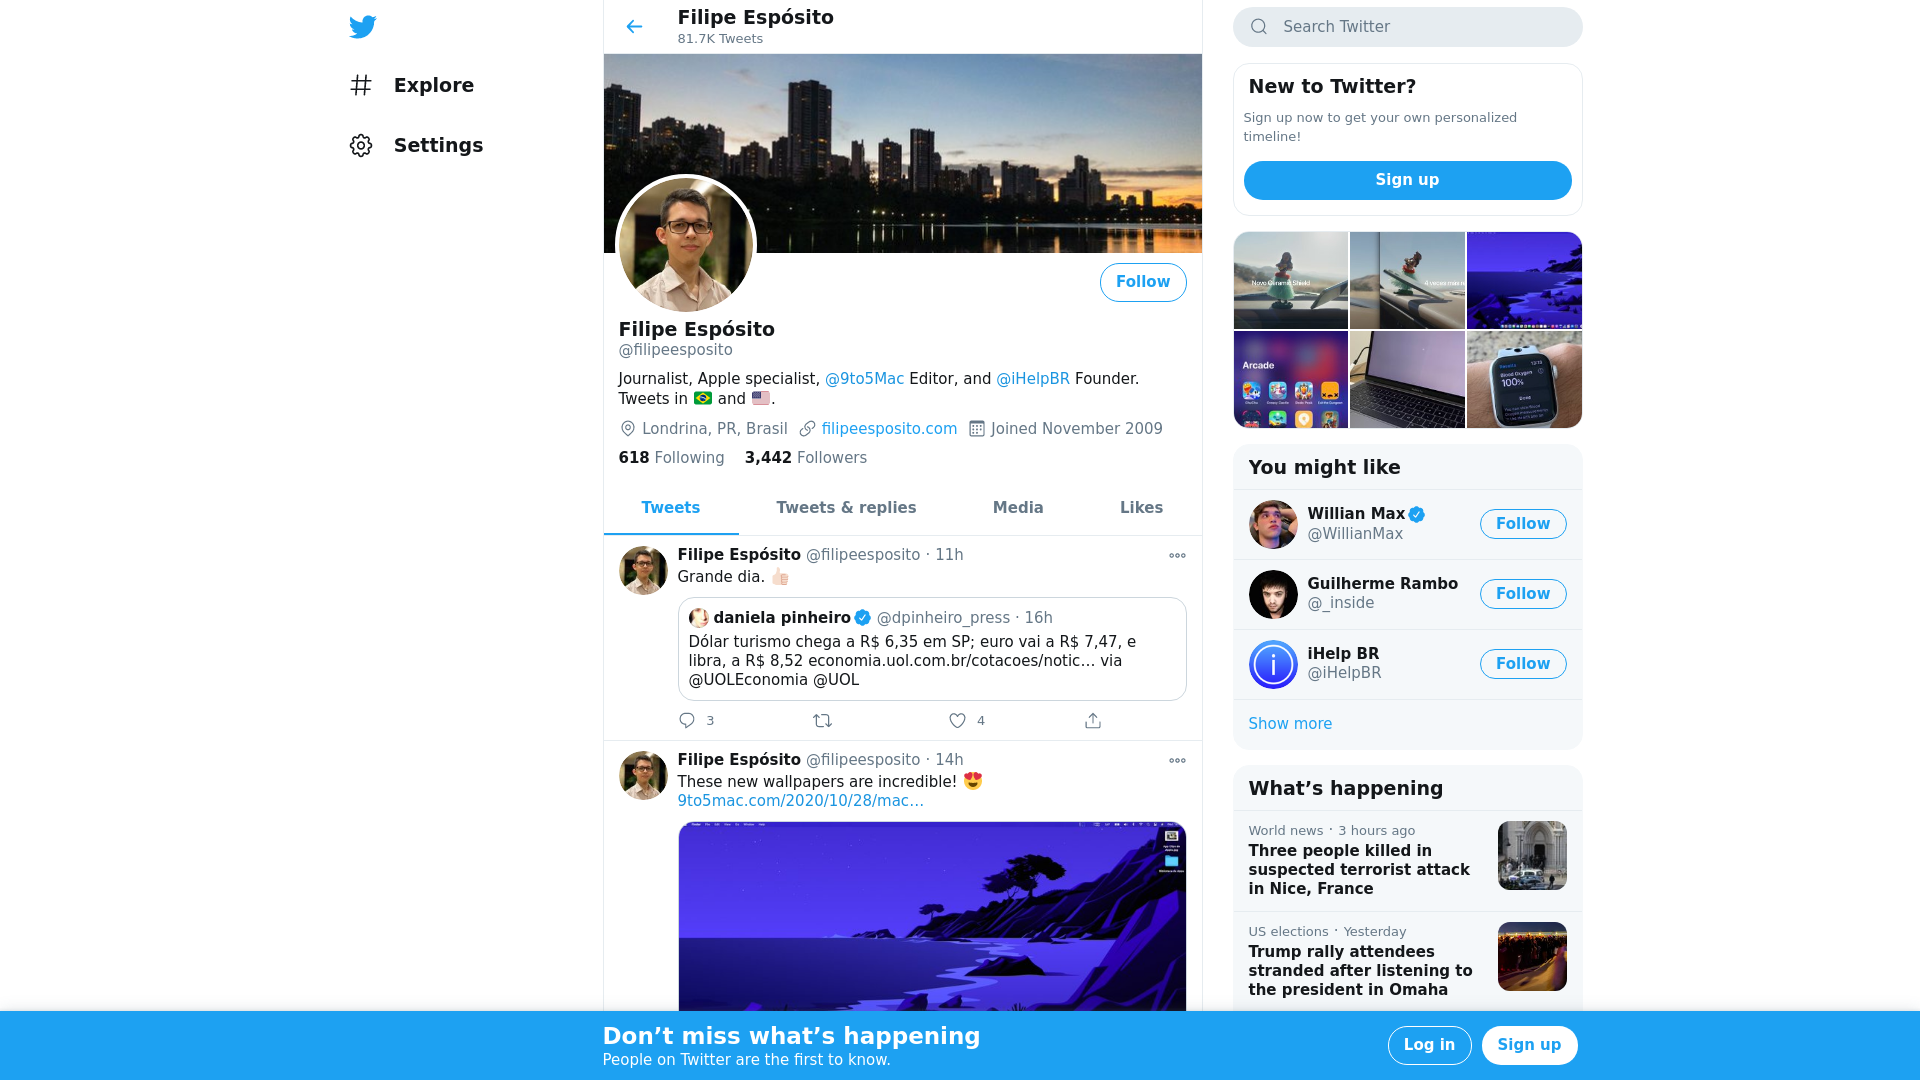 Explore
Settings
Filipe Espósito
81.7K Tweets
Follow
Filipe Espósito
@filipeesposito
Journalist, Apple specialist, @9to5Mac Editor, and @iHelpBR Founder.
Tweets in 🇧🇷 and 🇺🇸.
Londrina, PR, Brasil filipeesposito.com Joined November 2009
618 Following 3,442 Followers
Tweets Tweets & replies Media Likes
Filipe Espósito @filipeesposito · 11h
Grande dia. 👍🏻
daniela pinheiro @dpinheiro_press · 16h
Dólar turismo chega a R$ 6,35 em SP; euro vai a R$ 7,47, e
libra, a R$ 8,52 economia.uol.com.br/cotacoes/notic… via
@UOLEconomia @UOL
3 4
Filipe Espósito @filipeesposito · 14h
These new wallpapers are incredible! 😍
9to5mac.com/2020/10/28/mac…
Search Twitter
New to Twitter?
Sign up now to get your own personalized
timeline!
Sign up
Novo Ceramic Shield
Arcade
Blood Oxygen
100%
You might like
Willian Max
@WillianMax
Follow
Guilherme Rambo
@_inside
Follow
iHelp BR
@iHelpBR
Follow
Show more
What’s happening
World news · 3 hours ago
Three people killed in
suspected terrorist attack
in Nice, France
US elections · Yesterday
Trump rally attendees
stranded after listening to
the president in Omaha
Don’t miss what’s happening
People on Twitter are the first to know.
Log in
Sign up